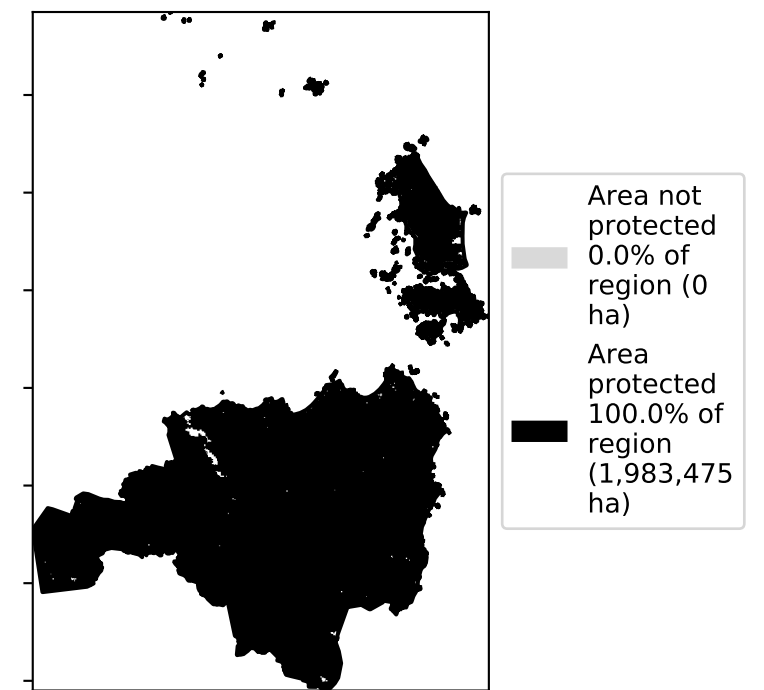 Area not
protected
0.0% of
region (0
ha)
Area
protected
100.0% of
region
(1,983,475
ha)